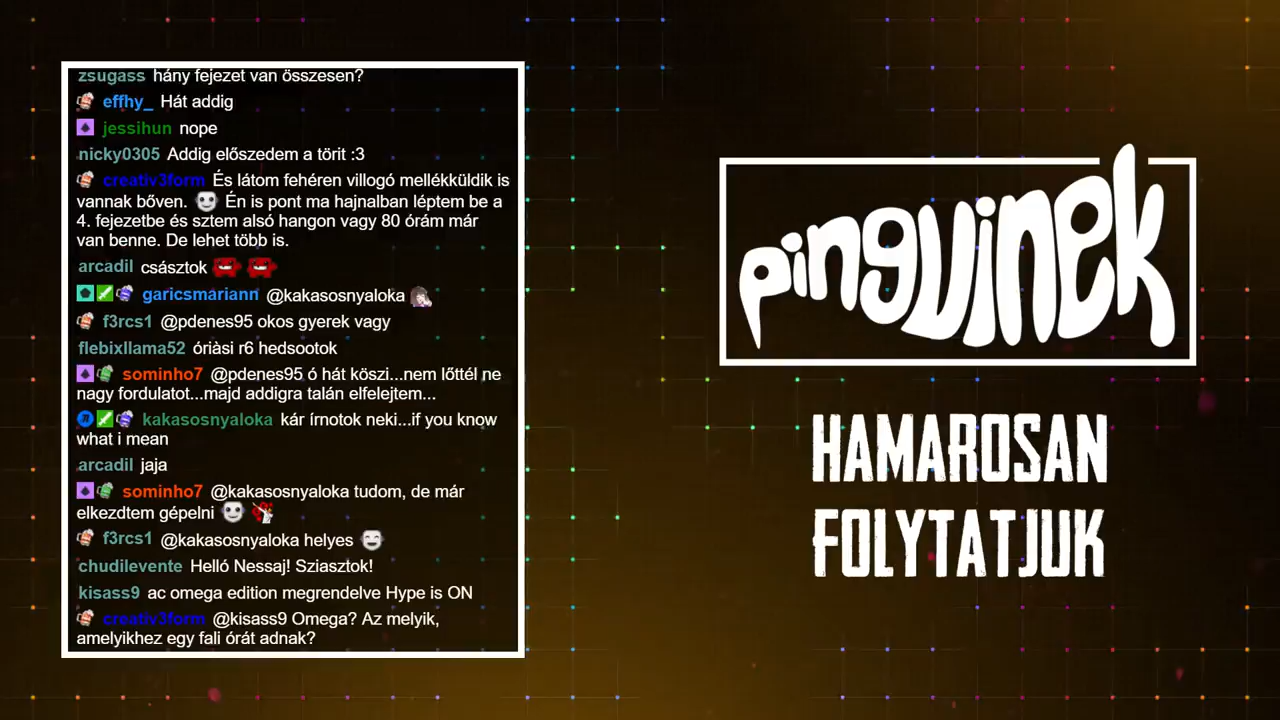 zsugass hány fejezet van összesen?
effhy_ Hát addig
jessihun nope
nicky0305 Addig előszedem a törit :3
creativ3form És látom fehéren villogó mellékküldik is
vannak bőven. Én is pont ma hajnalban léptem be a
4. fejezetbe és sztem alsó hangon vagy 80 órám már
van benne. De lehet több is.
arcadil császtok
garicsmariann @kakasosnyaloka
f3rcs1 @pdenes95 okos gyerek vagy
flebixllama52 óriàsi r6 hedsootok
sominho7 @pdenes95 ó hát köszi...nem lőttél ne
nagy fordulatot...majd addigra talán elfelejtem...
kakasosnyaloka kár írnotok neki...if you know
what i mean
arcadil jaja
sominho7 @kakasosnyaloka tudom, de már
elkezdtem gépelni
f3rcs1 @kakasosnyaloka helyes
chudilevente Helló Nessaj! Sziasztok!
kisass9 ac omega edition megrendelve Hype is ON
creativ3form @kisass9 Omega? Az melyik,
amelyikhez egy fali órát adnak?
pingvinek
HAMAROSAN
FOLYTATJUK